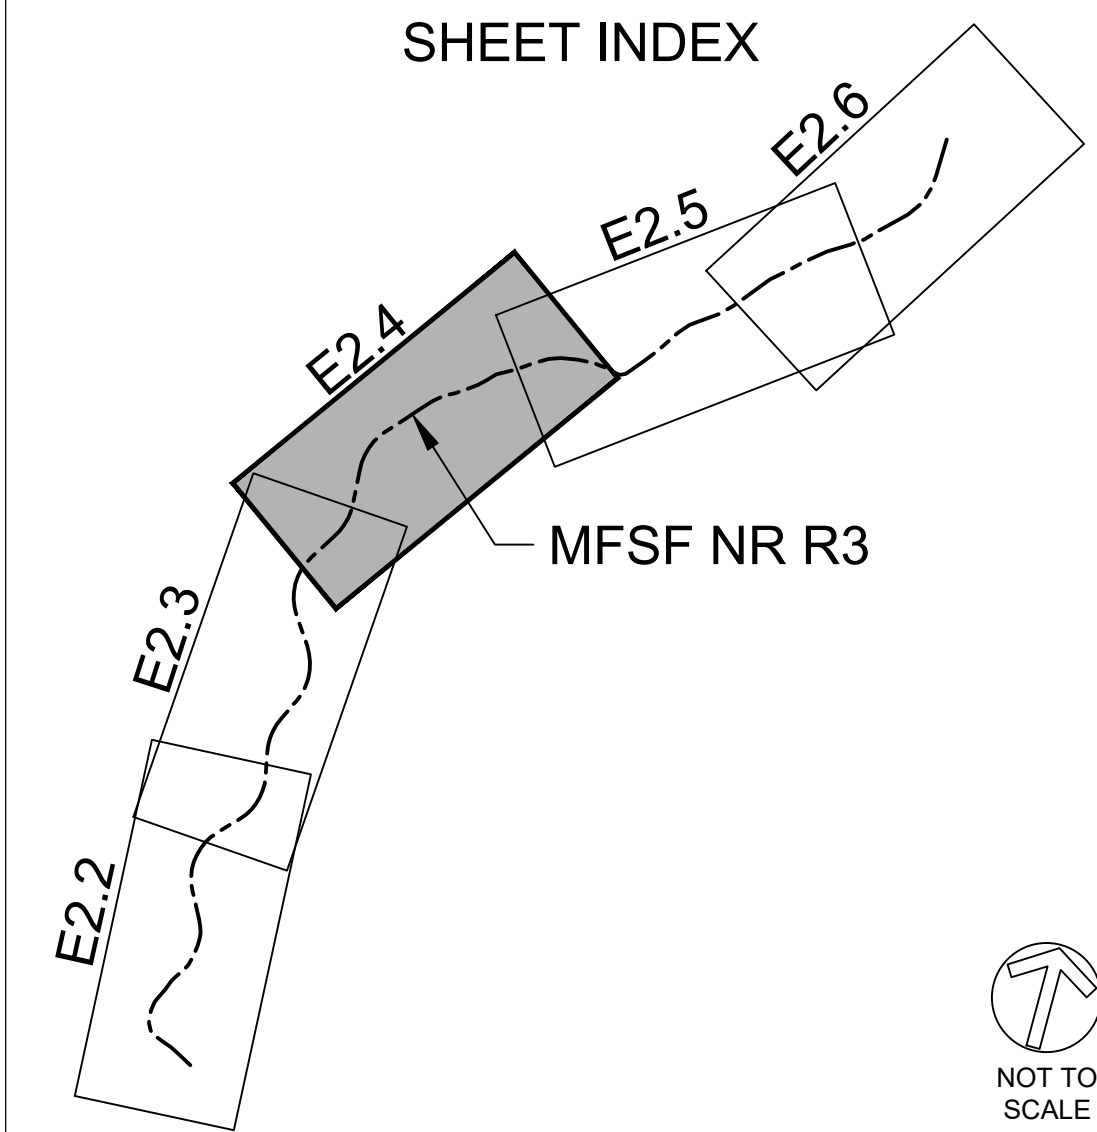 SHEET INDEX
E2.6
E2.5
E2.4
MFSF NR R3
E2.3
E2.2
NOT TO
SCALE